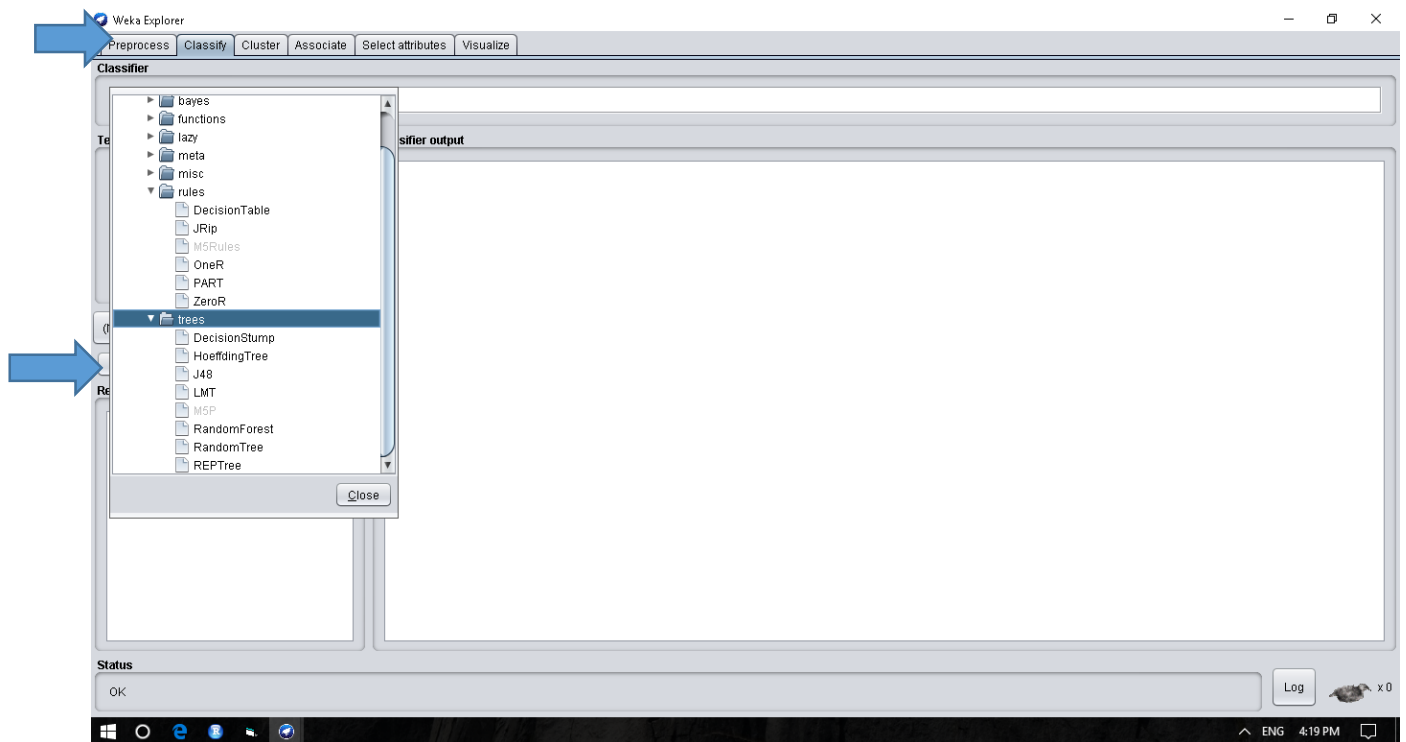 Weka Explorer
Preprocess Classify Cluster Associate Select attributes Visualize
Classifier
bayes
functions
Te lazy sifier output
meta
misc
rules
DecisionTable
JRip
M5Rules
OneR
PART
ZeroR
trees
DecisionStump
HoeffdingTree
J48
Re LMT
M5P
RandomForest
RandomTree
REPTree
Close
Status
OK Log x 0
ENG 4:19 PM